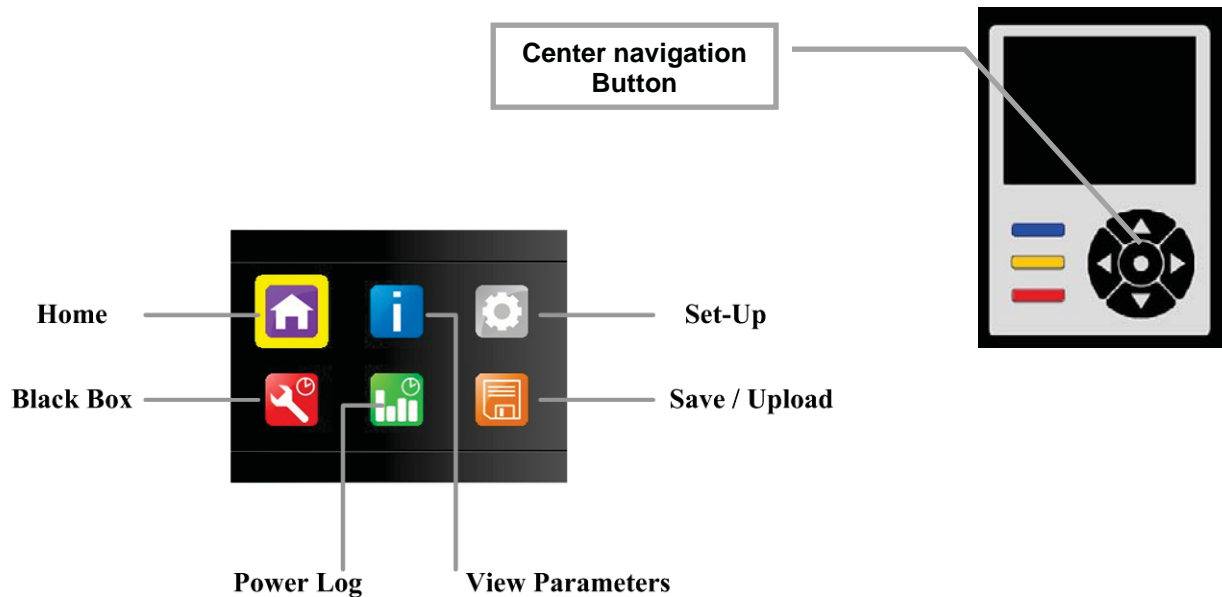 Center navigation
Button
Home
Set-Up
Black Box
Save / Upload
Power Log
View Parameters